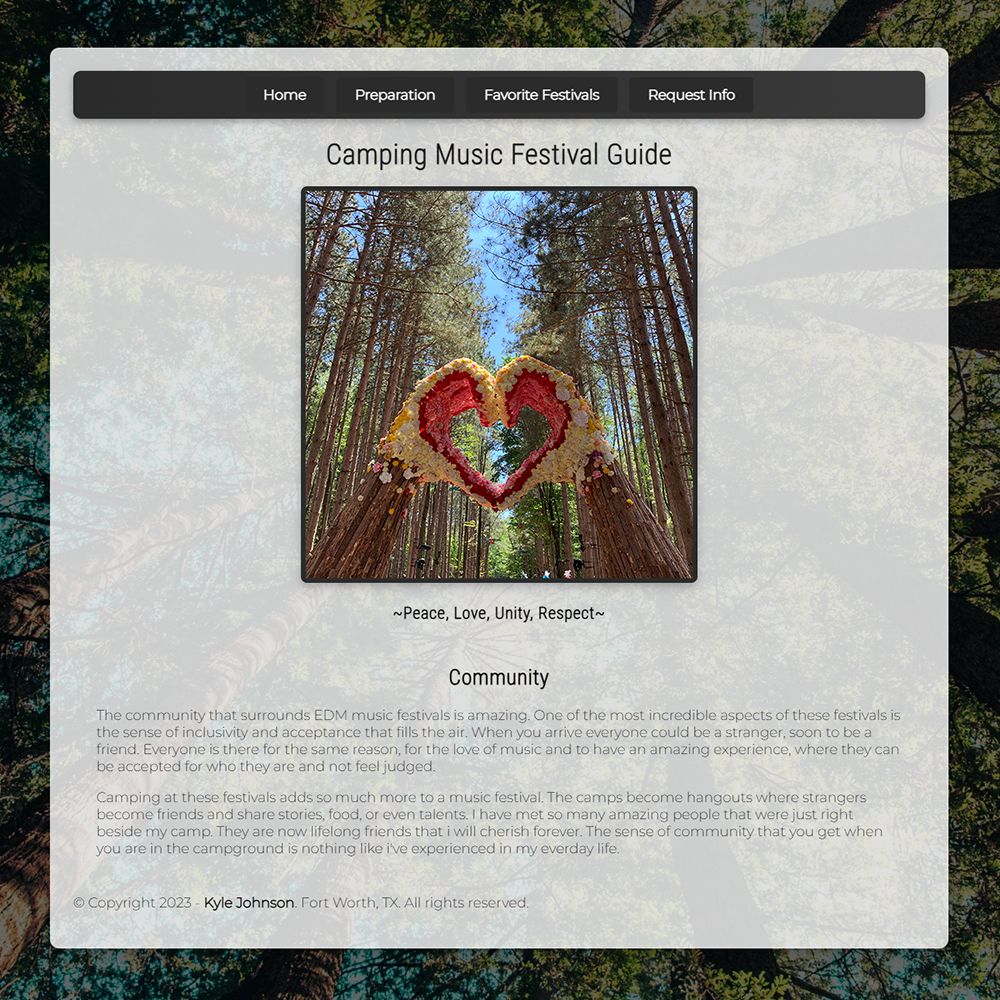 Home Preparation Favorite Festivals Request Info
Camping Music Festival Guide
~Peace, Love, Unity, Respect~
Community
The community that surrounds EDM music festivals is amazing. One of the most incredible aspects of these festivals is
the sense of inclusivity and acceptance that fills the air. When you arrive everyone could be a stranger, soon to be a
friend. Everyone is there for the same reason, for the love of music and to have an amazing experience, where they can
be accepted for who they are and not feel judged.
Camping at these festivals adds so much more to a music festival. The camps become hangouts where strangers
become friends and share stories, food, or even talents. I have met so many amazing people that were just right
beside my camp. They are now lifelong friends that i will cherish forever. The sense of community that you get when
you are in the campground is nothing like i've experienced in my everday life.
© Copyright 2023 - Kyle Johnson. Fort Worth, TX. All rights reserved.